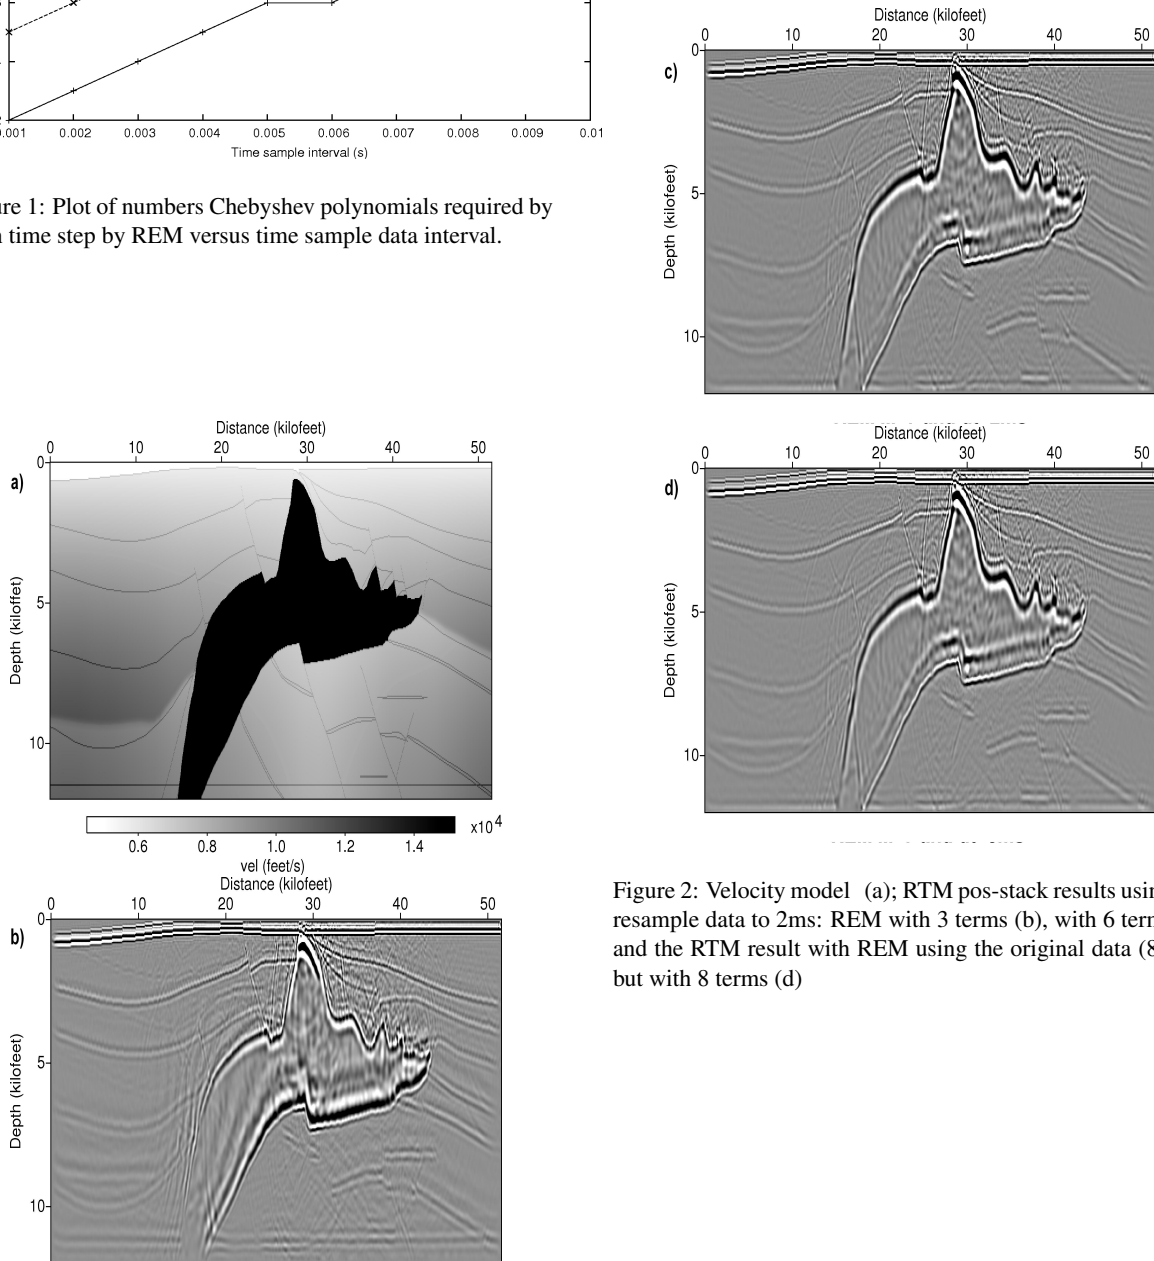 0.002 0.003 0.004 0.005 0.006 0.007 0.008 0.009 0.01
Time sample interval (s)
1: Plot of numbers Chebyshev polynomials required by
time step by REM versus time sample data interval.
Distance (kilofeet)
0 10 20 30 40 50
a)
0
5
10
Depth (kiloffet)
x10 4
0.6 0.8 1.0 1.2 1.4
vel (feet/s)
Distance (kilofeet)
0 10 20 30 40 50
b)
0
5
10
Depth (kilofeet)
Distance (kilofeet)
0 10 20 30 40 50
c)
0
5
10
Depth (kilofeet)
Distance (kilofeet)
0 10 20 30 40 50
d)
0
5
10
Depth (kilofeet)
Figure 2: Velocity model (a); RTM pos-stack results
resample data to 2ms: REM with 3 terms (b), with 6
and the RTM result with REM using the original data
but with 8 terms (d)